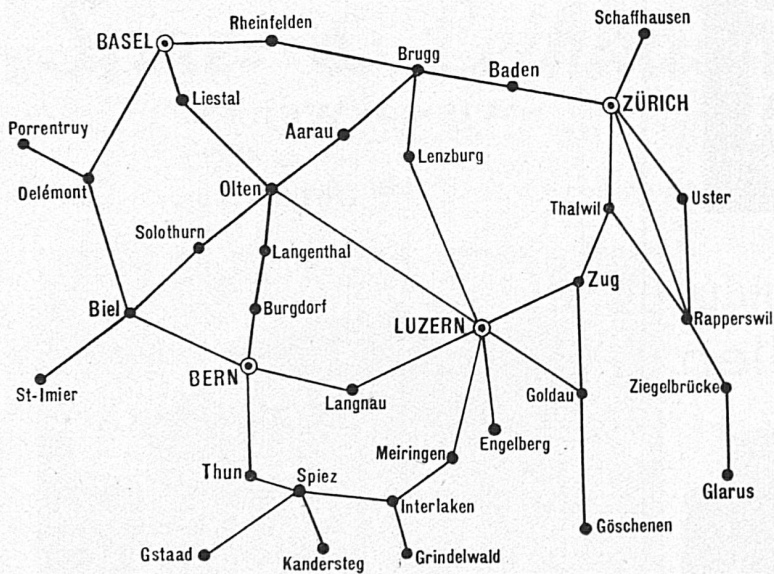 Schaffhausen
Rheinfelden
BASEL
Brugg
Baden
ZÜRICH
Liestal
Aarau
Porrentruy
Lenzburg
Delémont
Olten
Thalwil
Uster
Solothurn
Langenthal
Zug
Biel
Burgdorf
LUZERN
Rapperswil
BERN
St-Imier
Langnau
Goldau
Ziegelbrücke
Engelberg
Meiringen
Thun
Spiez
Glarus
Interlaken
Göschenen
Gstaad
Kandersteg
Grindelwald